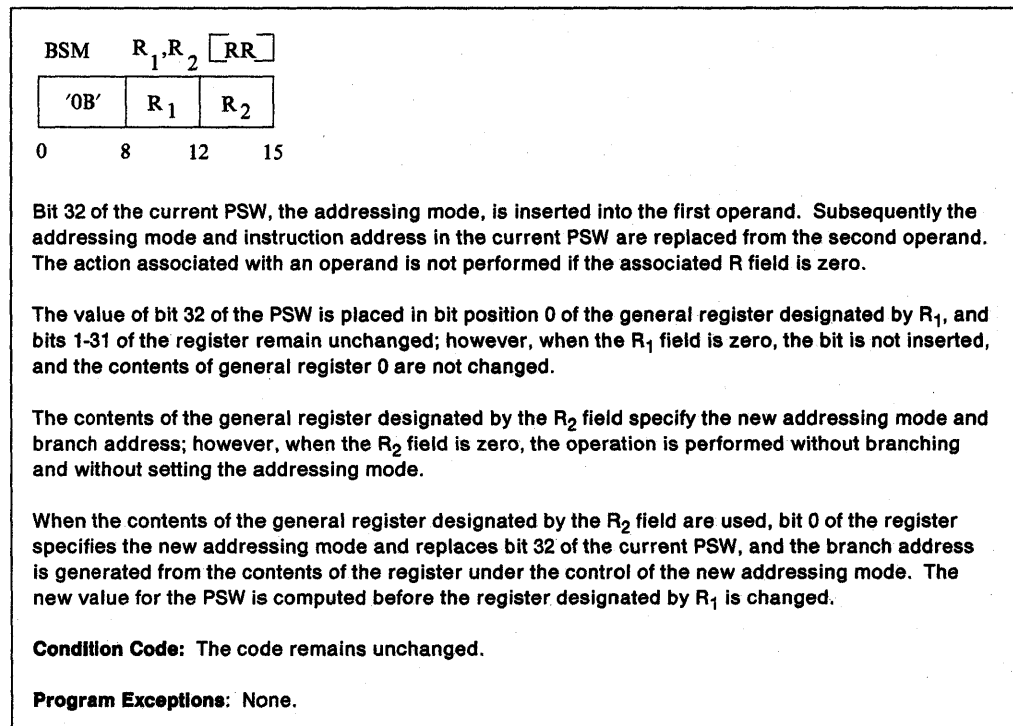 BSM R1,R2 [RR]
'0B' R1 R2
0 8 12 15
Bit 32 of the current PSW, the addressing mode, is inserted into the first operand. Subsequently the
addressing mode and instruction address in the current PSW are replaced from the second operand.
The action associated with an operand is not performed if the associated R field is zero.
The value of bit 32 of the PSW is placed in bit position 0 of the general register designated by R1, and
bits 1-31 of the register remain unchanged; however, when the R1 field is zero, the bit is not inserted,
and the contents of general register 0 are not changed.
The contents of the general register designated by the R2 field specify the new addressing mode and
branch address; however, when the R2 field is zero, the operation is performed without branching
and without setting the addressing mode.
When the contents of the general register designated by the R2 field are used, bit 0 of the register
specifies the new addressing mode and replaces bit 32 of the current PSW, and the branch address
is generated from the contents of the register under the control of the new addressing mode. The
new value for the PSW is computed before the register designated by R1 is changed.
Condition Code: The code remains unchanged.
Program Exceptions: None.